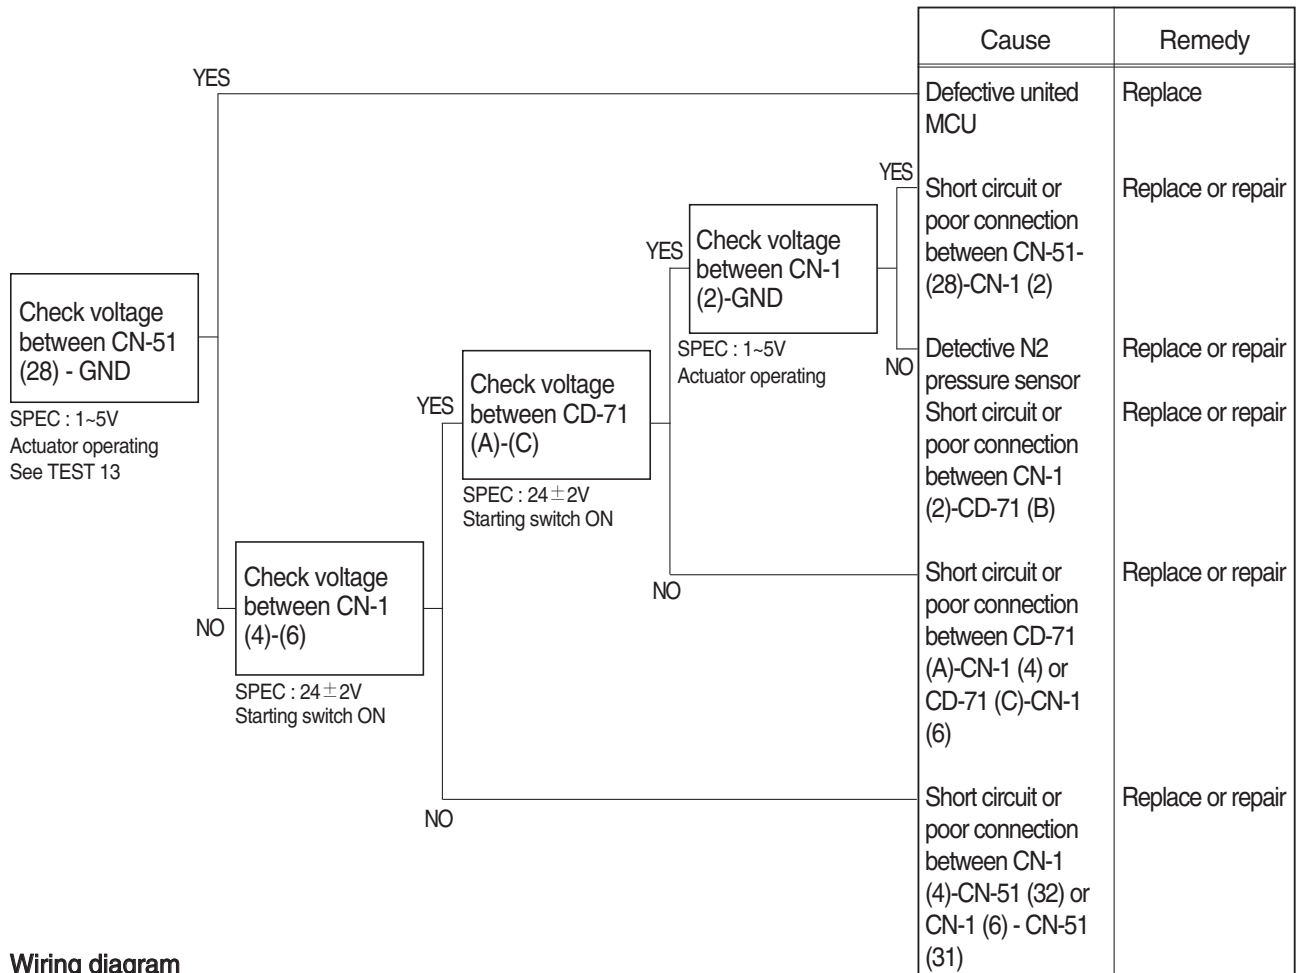 Cause
Remedy
YES
Defective united
MCU
Replace
YES
Short circuit or
poor connection
between CN-51-
(28)-CN-1 (2)
Replace or repair
YES
Check voltage
between CN-1
(2)-GND
SPEC : 1~5V
Actuator operating
NO
Detective N2
pressure sensor
Replace or repair
Short circuit or
poor connection
between CN-1
(2)-CD-71 (B)
Replace or repair
Check voltage
between CN-51
(28) - GND
SPEC : 1~5V
Actuator operating
See TEST 13
YES
Check voltage
between CD-71
(A)-(C)
SPEC : 24±2V
Starting switch ON
NO
Short circuit or
poor connection
between CD-71
(A)-CN-1 (4) or
CD-71 (C)-CN-1
(6)
Replace or repair
NO
Check voltage
between CN-1
(4)-(6)
SPEC : 24±2V
Starting switch ON
NO
Short circuit or
poor connection
between CN-1
(4)-CN-51 (32) or
CN-1 (6) - CN-51
(31)
Replace or repair
Wiring diagram